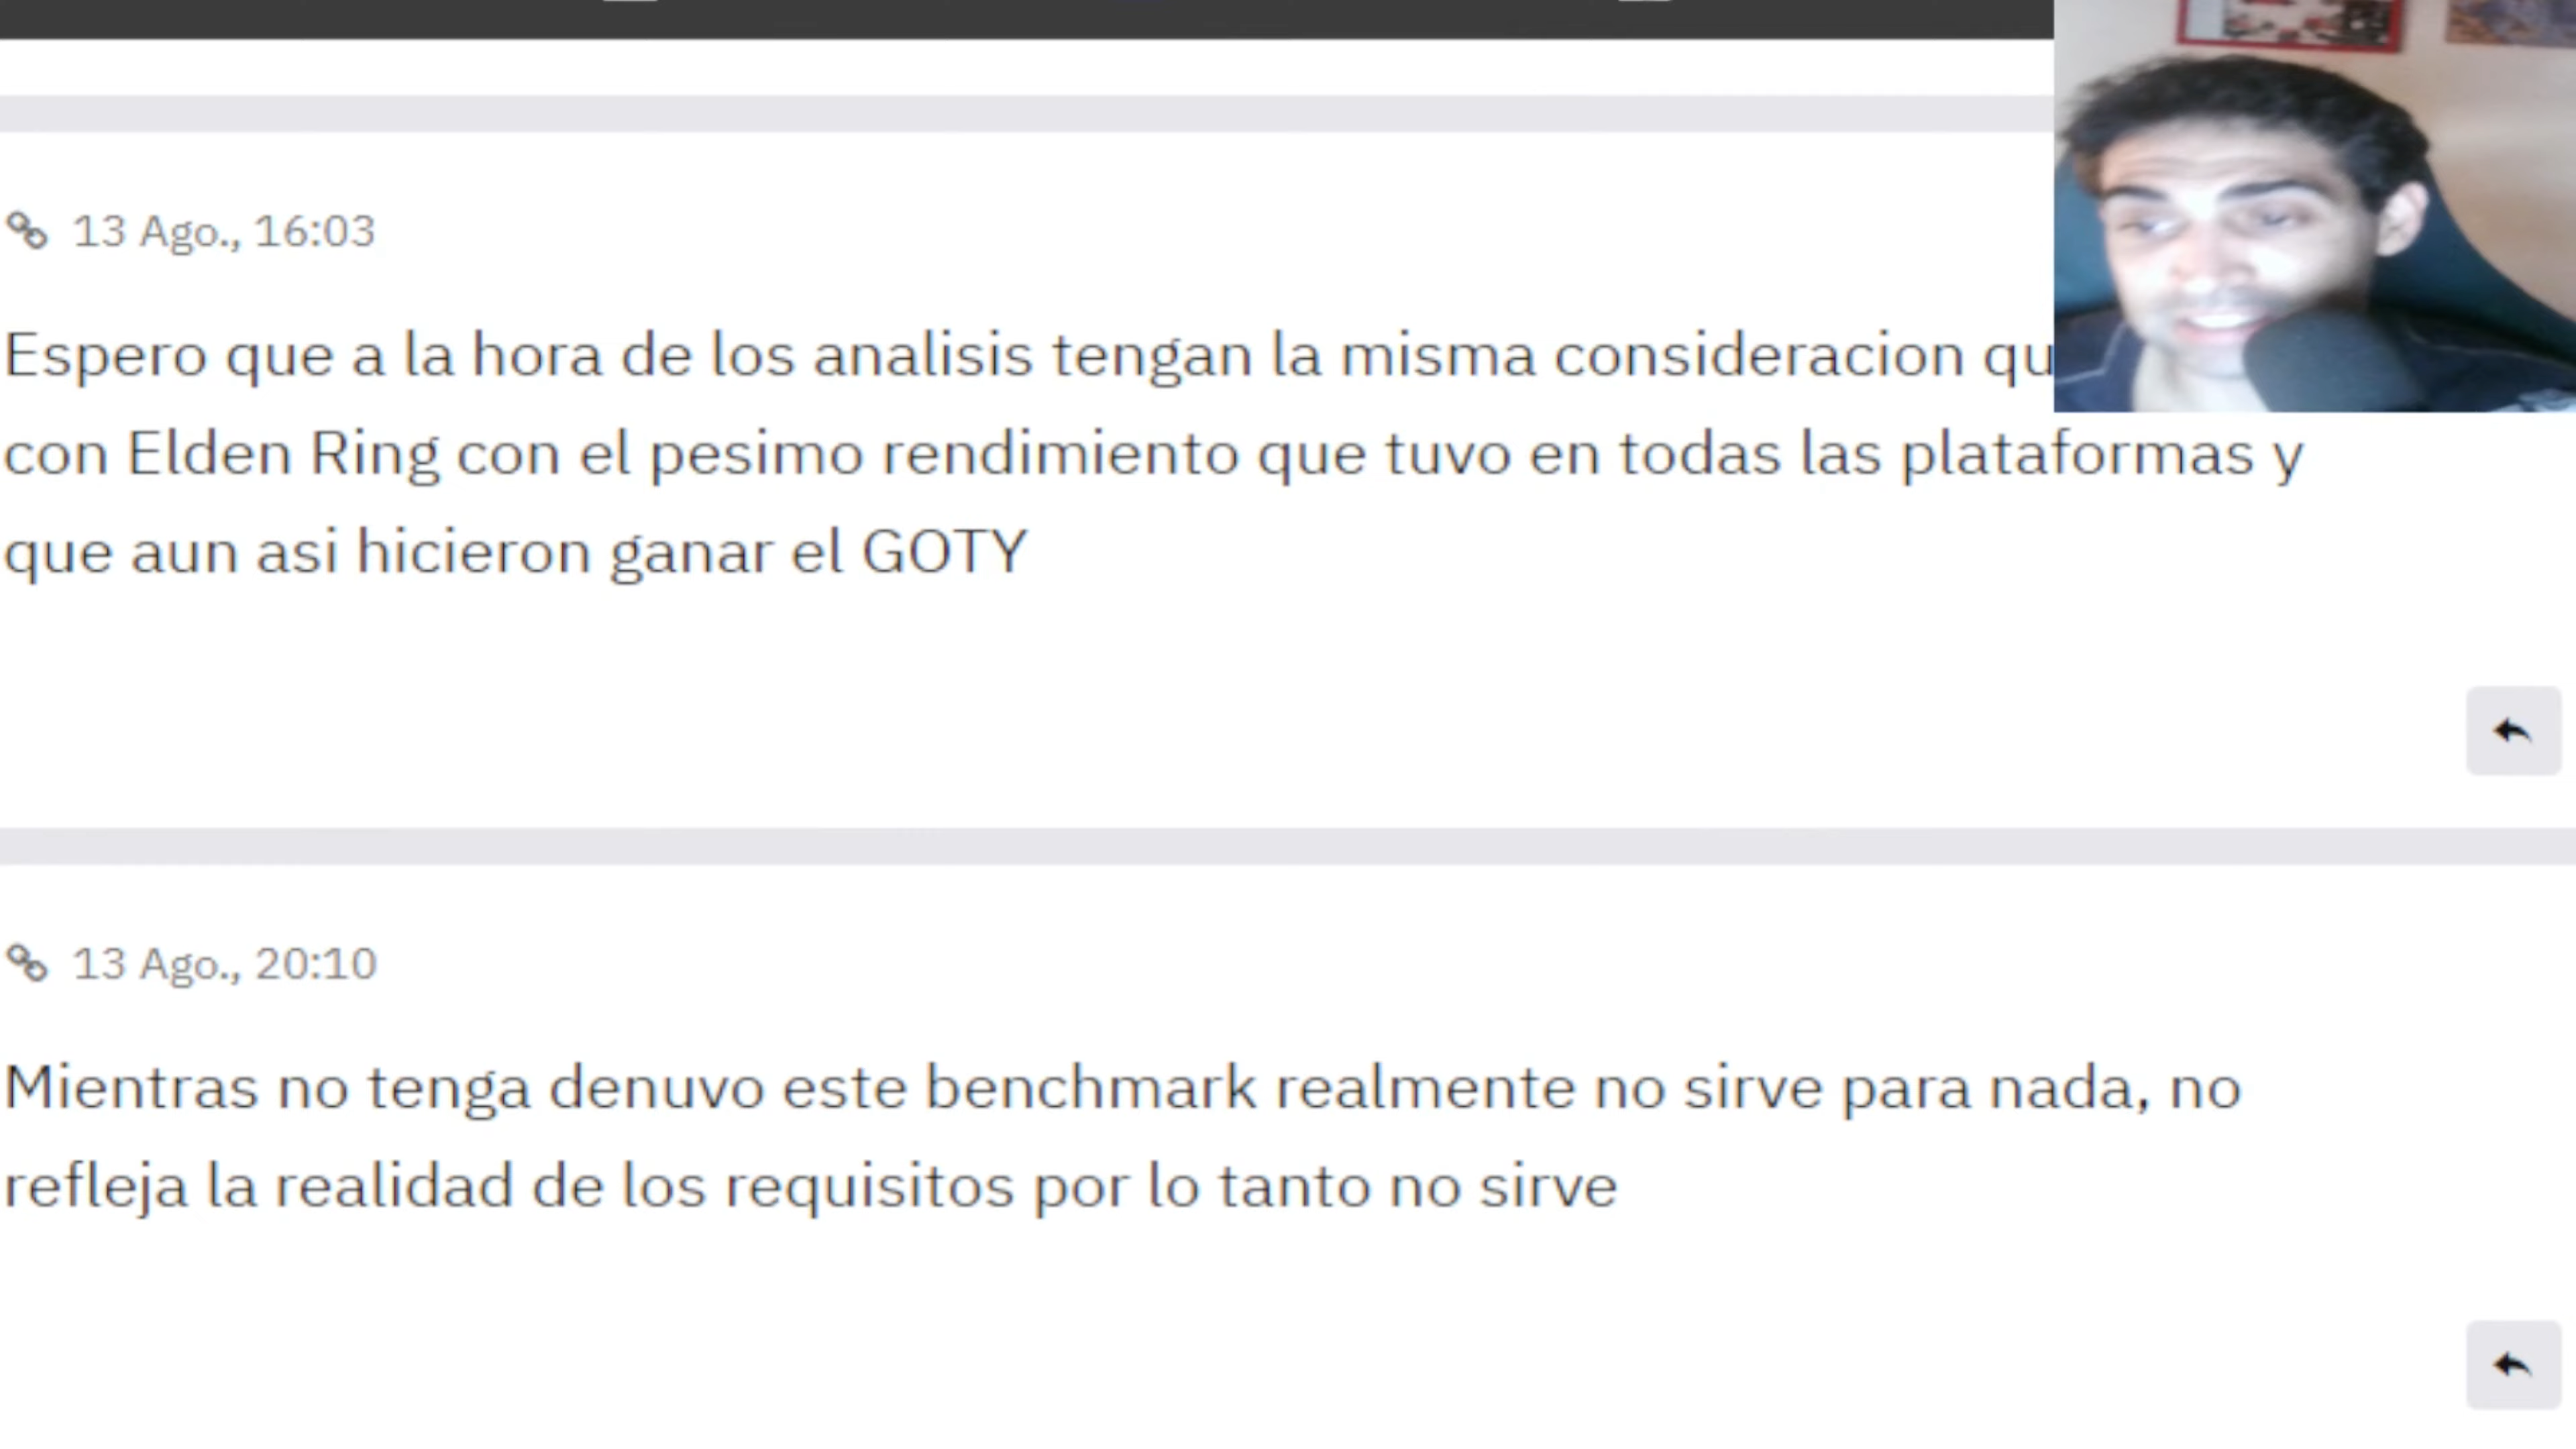 13 Ago., 16:03
Espero que a la hora de los analisis tengan la misma consideracion
con Elden Ring con el pesimo rendimiento que tuvo en todas las plataformas y
que aun asi hicieron ganar el GOTY
13 Ago., 20:10
Mientras no tenga denuvo este benchmark realmente no sirve para nada, no
refleja la realidad de los requisitos por lo tanto no sirve